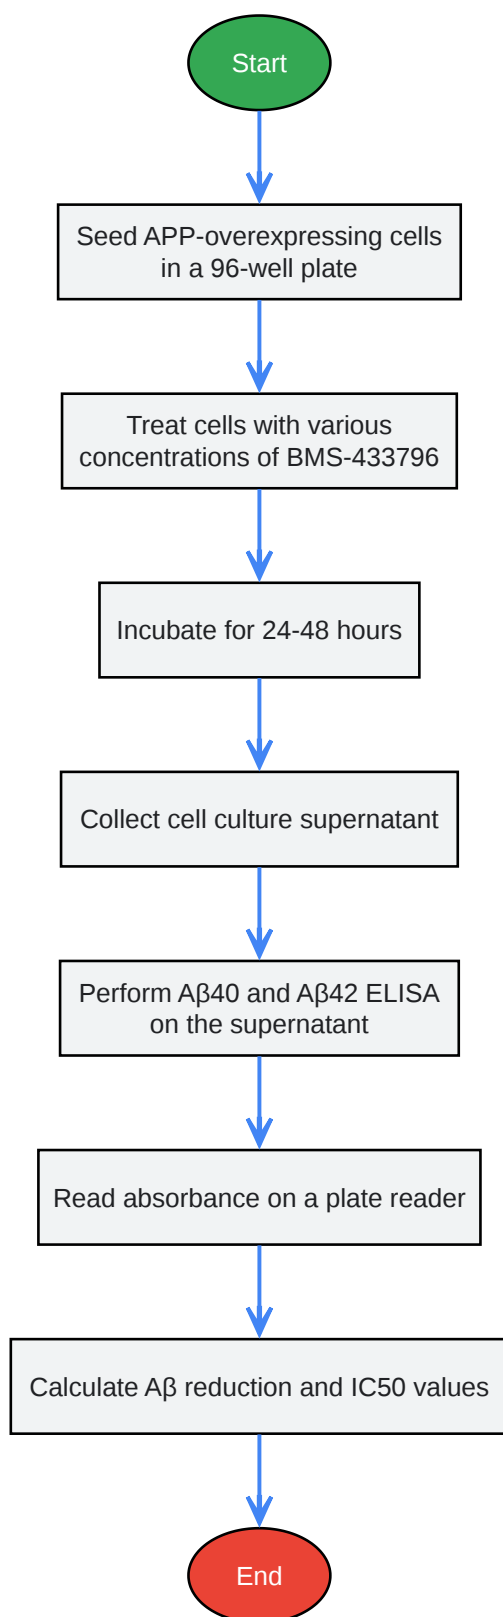 Start
Seed APP-overexpressing cells
in a 96-well plate
Treat cells with various
concentrations of BMS-433796
Incubate for 24-48 hours
Collect cell culture supernatant
Perform Aβ40 and Aβ42 ELISA
on the supernatant
Read absorbance on a plate reader
Calculate Aβ reduction and IC50 values
End